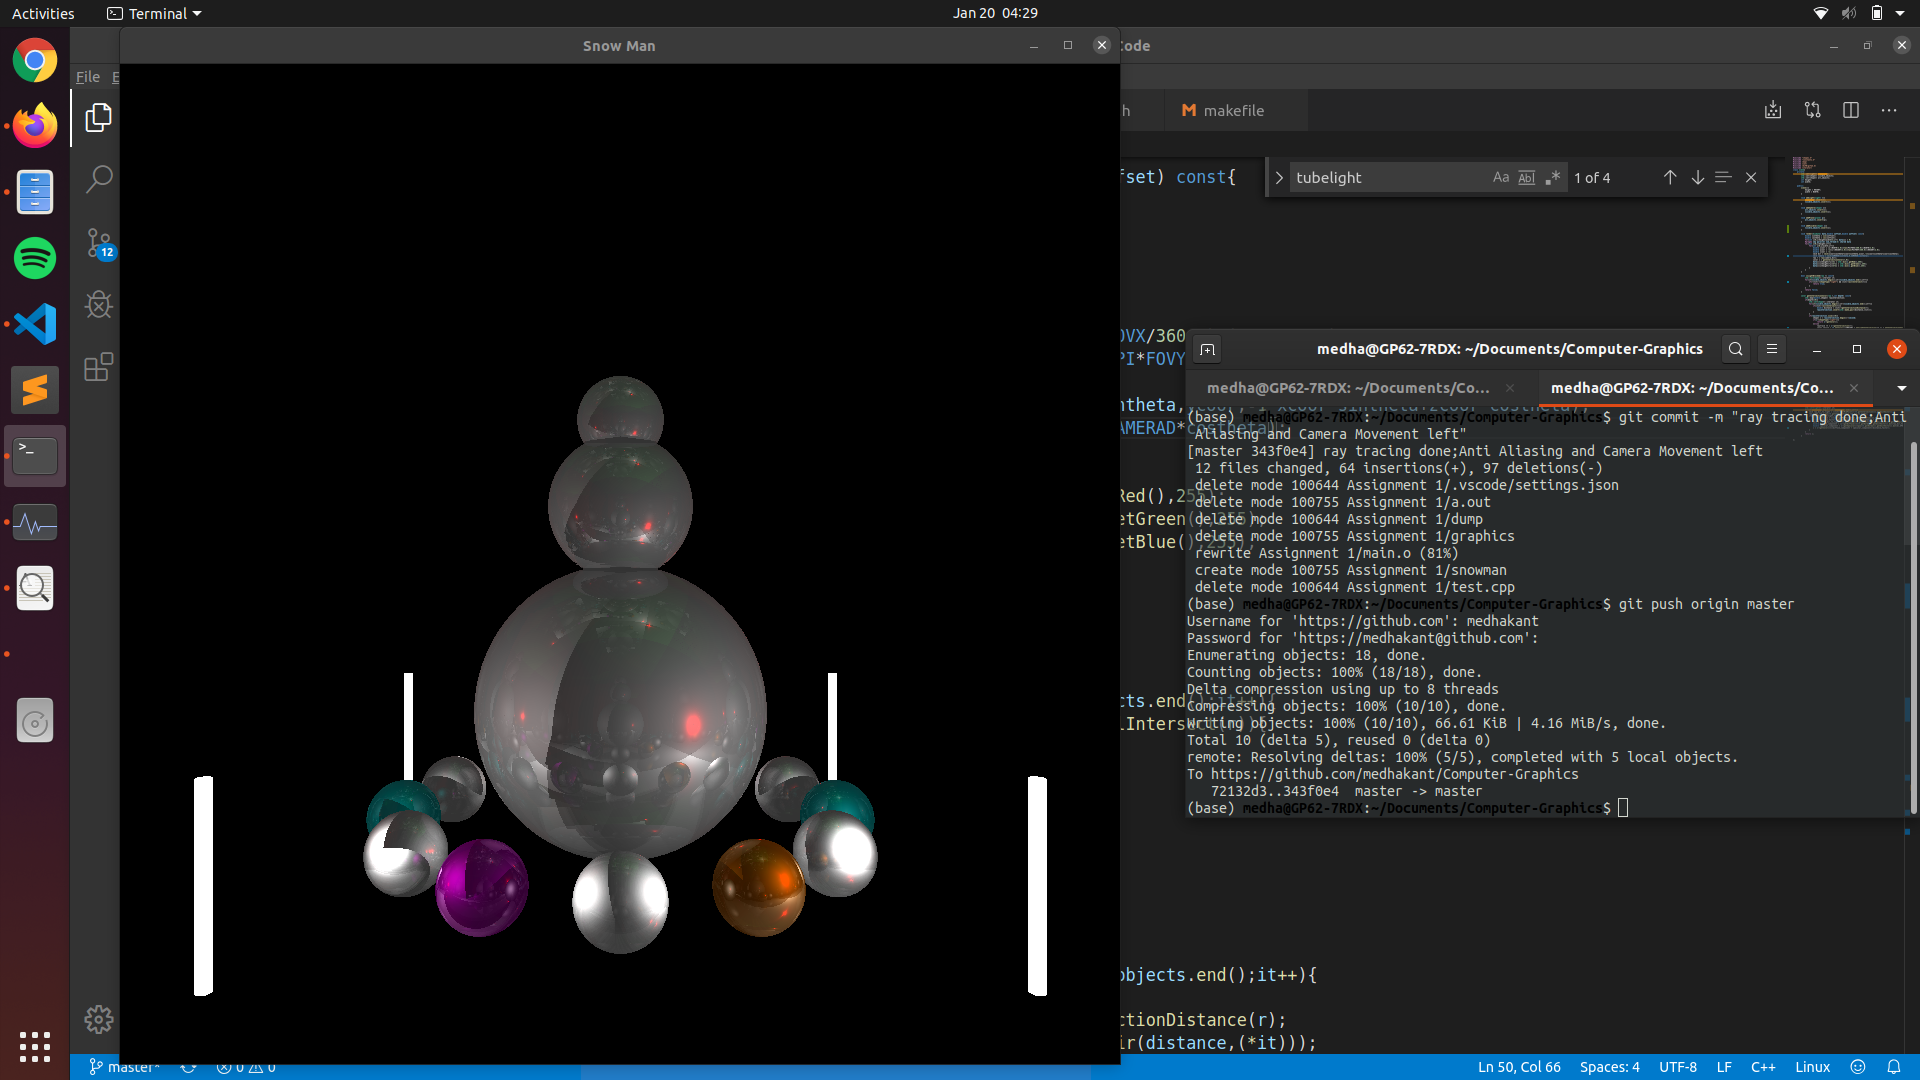 Activities
Terminal
Jan 20 04:29
Snow Man
Code
File E
h
makefile
fset) const{
tubelight
Aa Abl .*
1 of 4
12
OVX/360
PI*FOVY
ntheta,
AMERAD*costheta
Red(),255);
etGreen(),255);
etBlue(),255);
cts.end();it++){
lIntersect(r)){
objects.end();it++){
ctionDistance(r);
ir(distance,(*it)));
medha@GP62-7RDX: ~/Documents/Computer-Graphics
medha@GP62-7RDX: ~/Documents/Co...
medha@GP62-7RDX: ~/Documents/Co...
(base) medha@GP62-7RDX:~/Documents/Computer-Graphics$ git commit -m "ray tracing done;Anti
 Aliasing and Camera Movement left"
[master 343f0e4] ray tracing done;Anti Aliasing and Camera Movement left
 12 files changed, 64 insertions(+), 97 deletions(-)
 delete mode 100644 Assignment 1/.vscode/settings.json
 delete mode 100755 Assignment 1/a.out
 delete mode 100644 Assignment 1/dump
 delete mode 100755 Assignment 1/graphics
 rewrite Assignment 1/main.o (81%)
 create mode 100755 Assignment 1/snowman
 delete mode 100644 Assignment 1/test.cpp
(base) medha@GP62-7RDX:~/Documents/Computer-Graphics$ git push origin master
Username for 'https://github.com': medhakant
Password for 'https://medhakant@github.com':
Enumerating objects: 18, done.
Counting objects: 100% (18/18), done.
Delta compression using up to 8 threads
Compressing objects: 100% (10/10), done.
Writing objects: 100% (10/10), 66.61 KiB | 4.16 MiB/s, done.
Total 10 (delta 5), reused 0 (delta 0)
remote: Resolving deltas: 100% (5/5), completed with 5 local objects.
To https://github.com/medhakant/Computer-Graphics
   72132d3..343f0e4  master -> master
(base) medha@GP62-7RDX:~/Documents/Computer-Graphics$
master*
0
0
Ln 50, Col 66
Spaces: 4
UTF-8
LF
C++
Linux